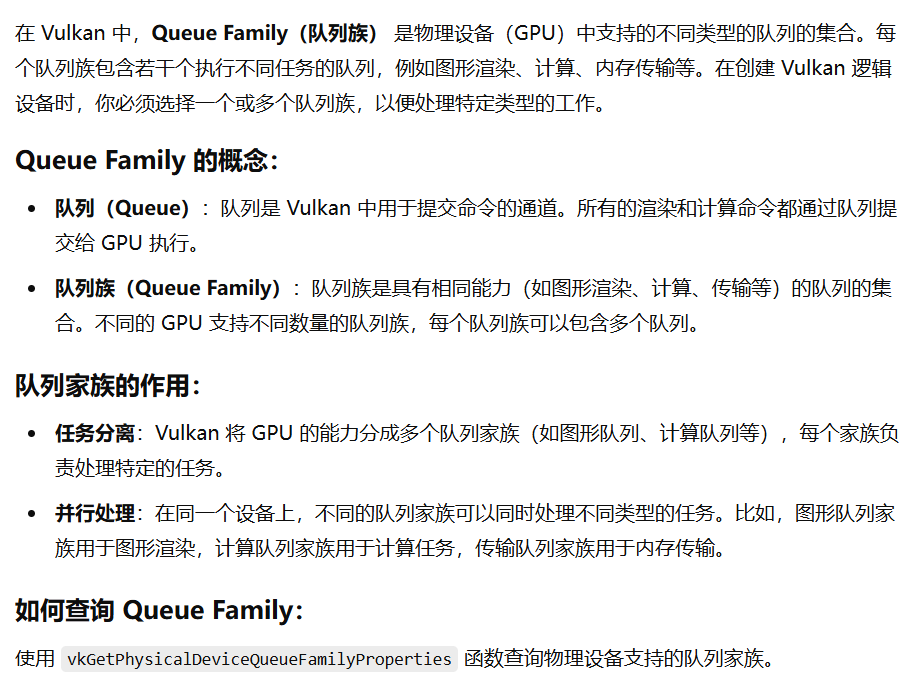 在 Vulkan 中，Queue Family（队列族） 是物理设备（GPU）中支持的不同类型的队列的集合。每
个队列族包含若干个执行不同任务的队列，例如图形渲染、计算、内存传输等。在创建 Vulkan 逻辑
设备时，你必须选择一个或多个队列族，以便处理特定类型的工作。
Queue Family 的概念：
• 队列（Queue）：队列是 Vulkan 中用于提交命令的通道。所有的渲染和计算命令都通过队列提
交给 GPU 执行。
• 队列族（Queue Family）：队列族是具有相同能力（如图形渲染、计算、传输等）的队列的集
合。不同的 GPU 支持不同数量的队列族，每个队列族可以包含多个队列。
队列家族的作用：
• 任务分离：Vulkan 将 GPU 的能力分成多个队列家族（如图形队列、计算队列等），每个家族负
责处理特定的任务。
• 并行处理：在同一个设备上，不同的队列家族可以同时处理不同类型的任务。比如，图形队列家
族用于图形渲染，计算队列家族用于计算任务，传输队列家族用于内存传输。
如何查询 Queue Family：
使用 vkGetPhysicalDeviceQueueFamilyProperties 函数查询物理设备支持的队列家族。